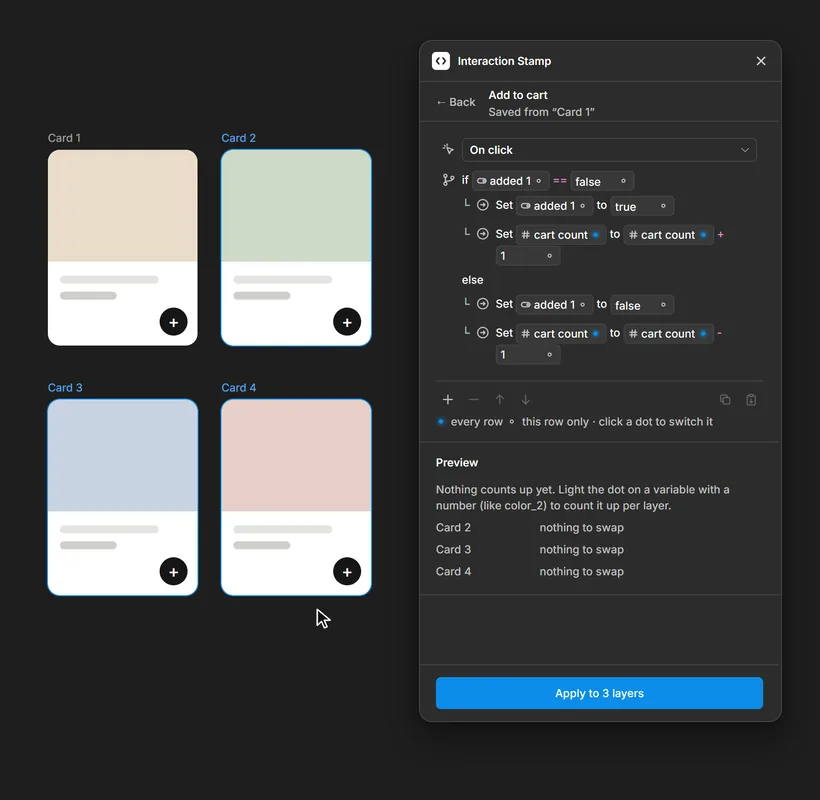 Card 1
Card 2
Card 3
Card 4
Interaction Stamp
← Back
Add to cart
Saved from “Card 1”
On click
if added 1 == false
Set added 1 to true
Set # cart count to # cart count +
1
else
Set added 1 to false
Set # cart count to # cart count -
1
every row this row only · click a dot to switch it
Preview
Nothing counts up yet. Light the dot on a variable with a
number (like color_2) to count it up per layer.
Card 2 nothing to swap
Card 3 nothing to swap
Card 4 nothing to swap
Apply to 3 layers